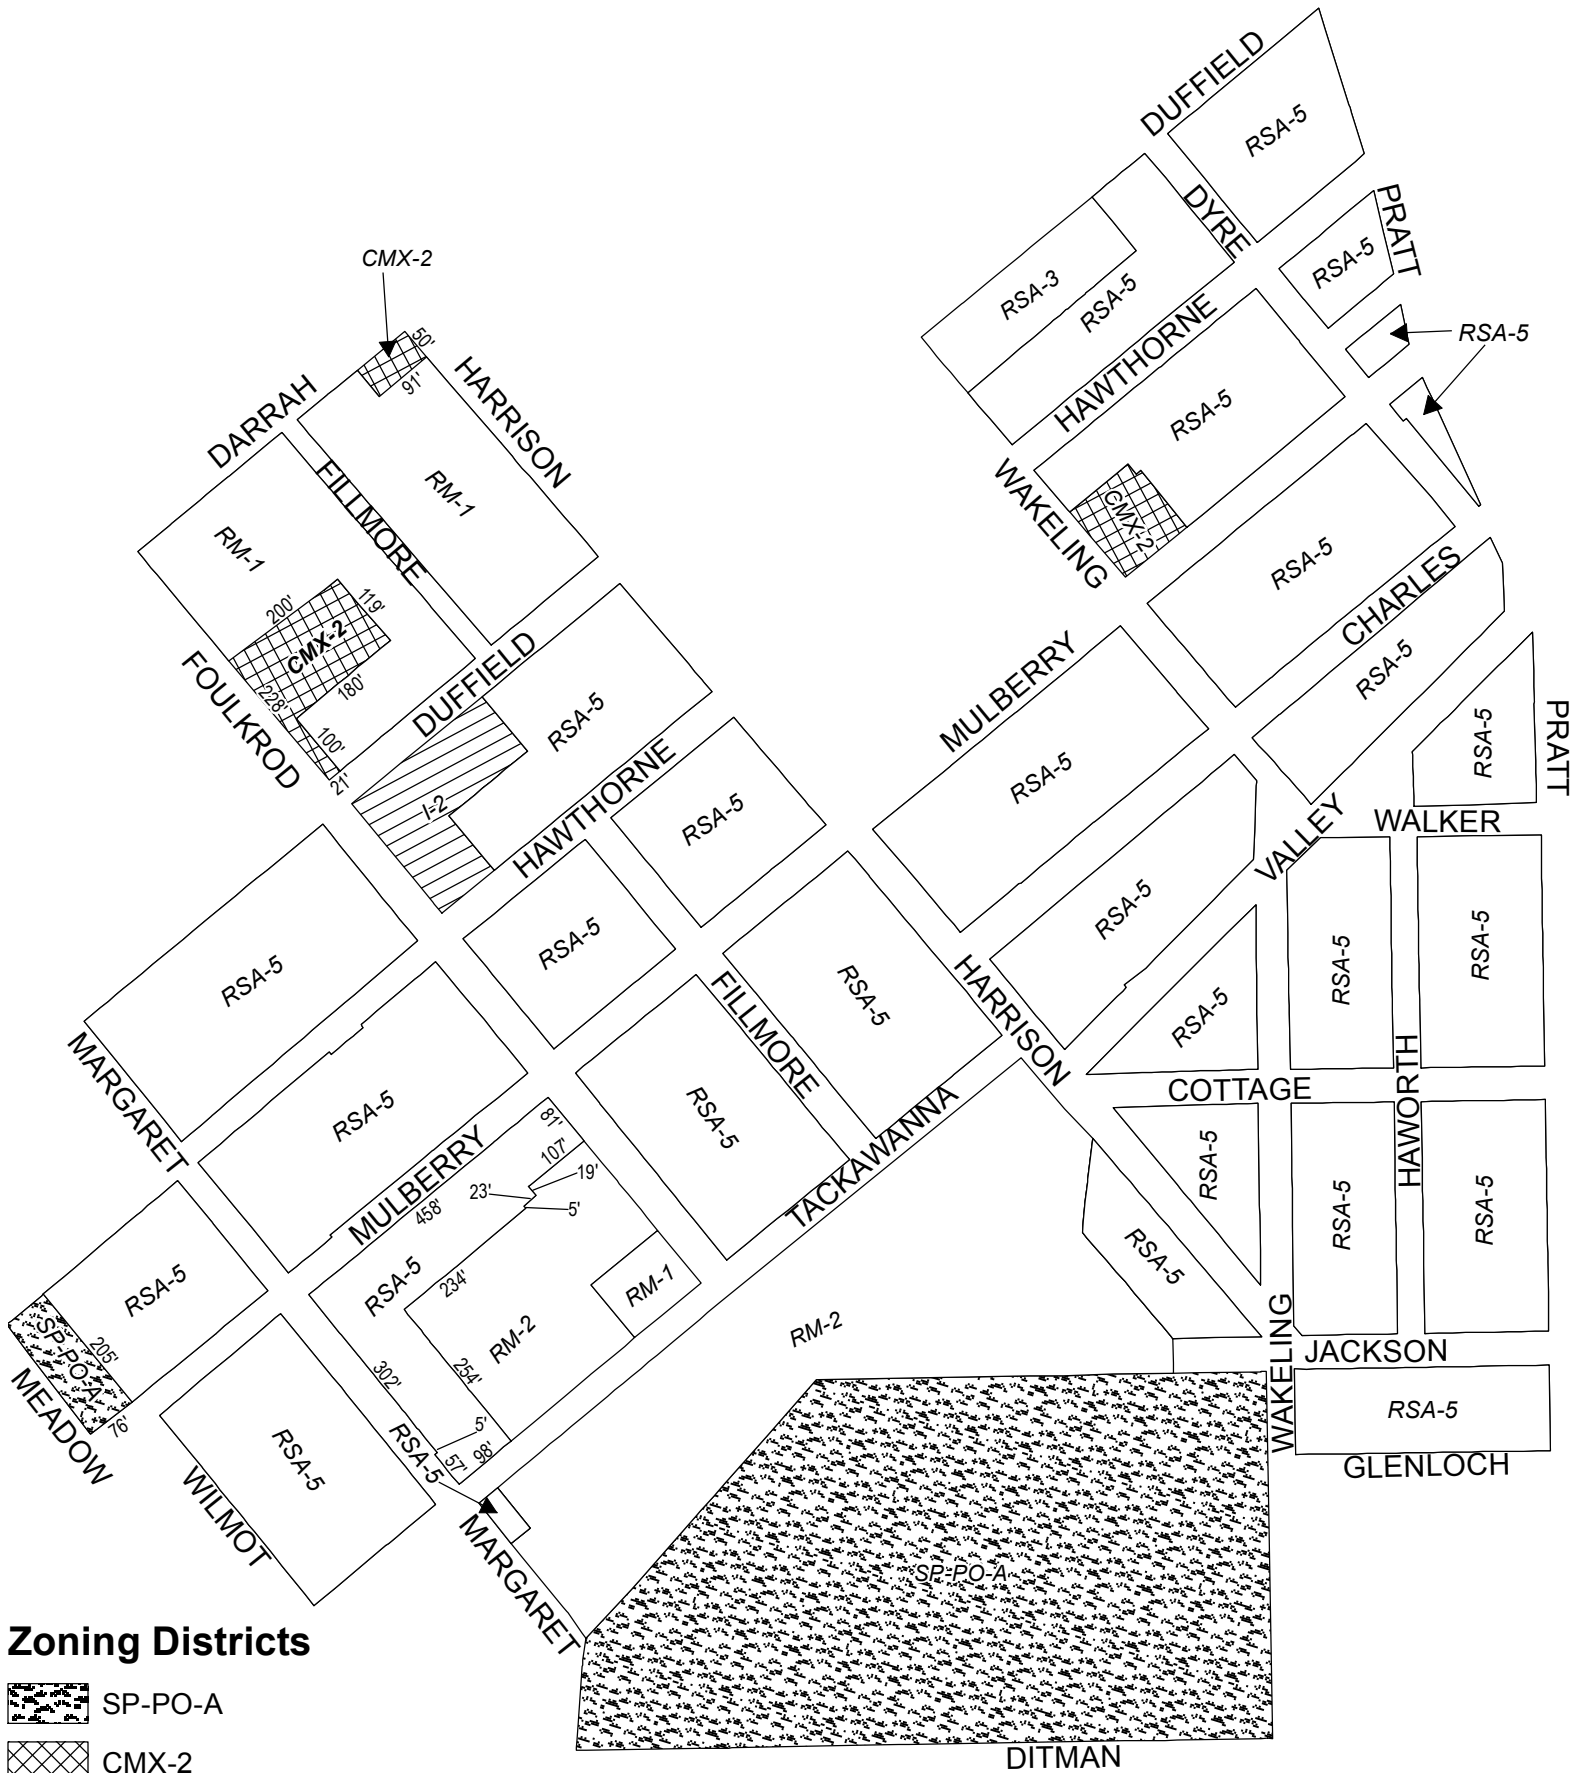 DUFFIELD
RSA-5
DYRE
PRATT
RSA-5
RSA-3
RSA-5
CMX-2
50'
91'
HARRISON
DARRAH
HAWTHORNE
RSA-5
RSA-5
FILLMORE
RM-1
RM-1
WAKELING
CMX-2
RSA-5
CHARLES
200'
119'
CMX-2
FOULKROD
228'
180'
100'
21'
DUFFIELD
RSA-5
MULBERRY
RSA-5
RSA-5
PRATT
I-2
HAWTHORNE
RSA-5
RSA-5
VALLEY
WALKER
RSA-5
RSA-5
RSA-5
RSA-5
RSA-5
RSA-5
FILLMORE
RSA-5
HARRISON
RSA-5
MARGARET
RSA-5
RSA-5
COTTAGE
HAWORTH
MULBERRY
81'
107'
19'
23'
5'
458'
TACKAWANNA
RSA-5
RSA-5
RSA-5
RSA-5
RSA-5
RSA-5
234'
RM-1
RM-2
RM-2
SP-PO-A
205'
MEADOW
76'
302'
254'
WAKELING
JACKSON
RSA-5
GLENLOCH
RSA-5
RSA-5
5'
57'
98'
WILMOT
MARGARET
SP-PO-A
Zoning Districts
SP-PO-A
CMX-2
DITMAN